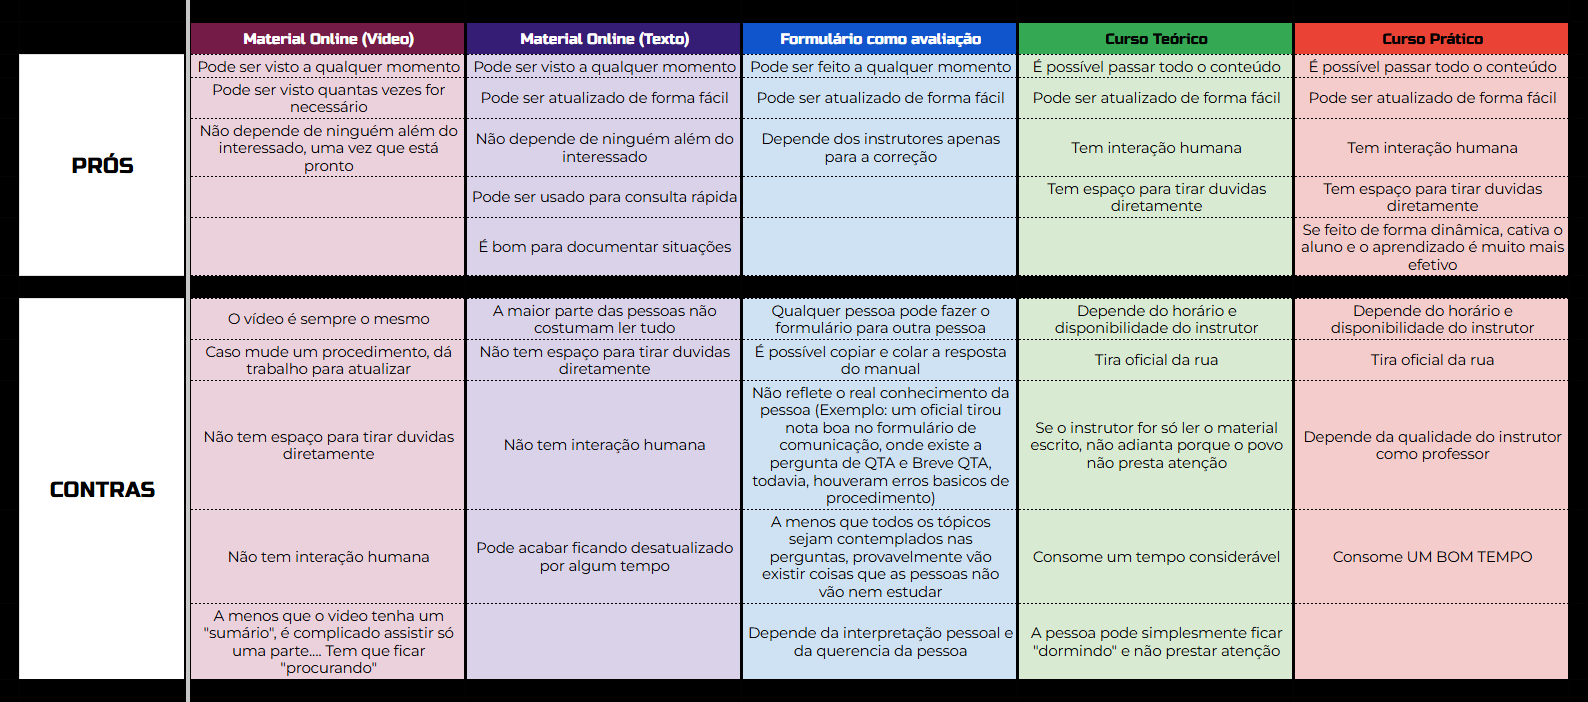 Material Online (Video)
Material Online (Texto)
Formulário como avaliação
Curso Teórico
Curso Prático
PRÓS
Pode ser visto a qualquer momento
Pode ser visto a qualquer momento
Pode ser feito a qualquer momento
É possível passar todo o conteúdo
É possível passar todo o conteúdo
Pode ser visto quantas vezes for
necessário
Pode ser atualizado de forma fácil
Pode ser atualizado de forma fácil
Pode ser atualizado de forma fácil
Pode ser atualizado de forma fácil
Não depende de ninguém além do
interessado, uma vez que está
pronto
Não depende de ninguém além do
interessado
Depende dos instrutores apenas
para a correção
Tem interação humana
Tem interação humana
Pode ser usado para consulta rápida
Tem espaço para tirar duvidas
diretamente
Tem espaço para tirar duvidas
diretamente
É bom para documentar situações
Se feito de forma dinâmica, cativa o
aluno e o aprendizado é muito mais
efetivo
CONTRAS
O vídeo é sempre o mesmo
A maior parte das pessoas não
costumam ler tudo
Qualquer pessoa pode fazer o
formulário para outra pessoa
Depende do horário e
disponibilidade do instrutor
Depende do horário e
disponibilidade do instrutor
Caso mude um procedimento, dá
trabalho para atualizar
Não tem espaço para tirar duvidas
diretamente
É possível copiar e colar a resposta
do manual
Tira oficial da rua
Tira oficial da rua
Não tem espaço para tirar duvidas
diretamente
Não tem interação humana
Não reflete o real conhecimento da
pessoa (Exemplo: um oficial tirou
nota boa no formulário de
comunicação, onde existe a
pergunta de QTA e Breve QTA,
todavia, houveram erros basicos de
procedimento)
Se o instrutor for só ler o material
escrito, não adianta porque o povo
não presta atenção
Depende da qualidade do instrutor
como professor
Não tem interação humana
Pode acabar ficando desatualizado
por algum tempo
A menos que todos os tópicos
sejam contemplados nas
perguntas, provavelmente vão
existir coisas que as pessoas não
vão nem estudar
Consome um tempo considerável
Consome UM BOM TEMPO
A menos que o video tenha um
"sumário", é complicado assistir só
uma parte.... Tem que ficar
"procurando"
Depende da interpretação pessoal e
da querencia da pessoa
A pessoa pode simplesmente ficar
"dormindo" e não prestar atenção